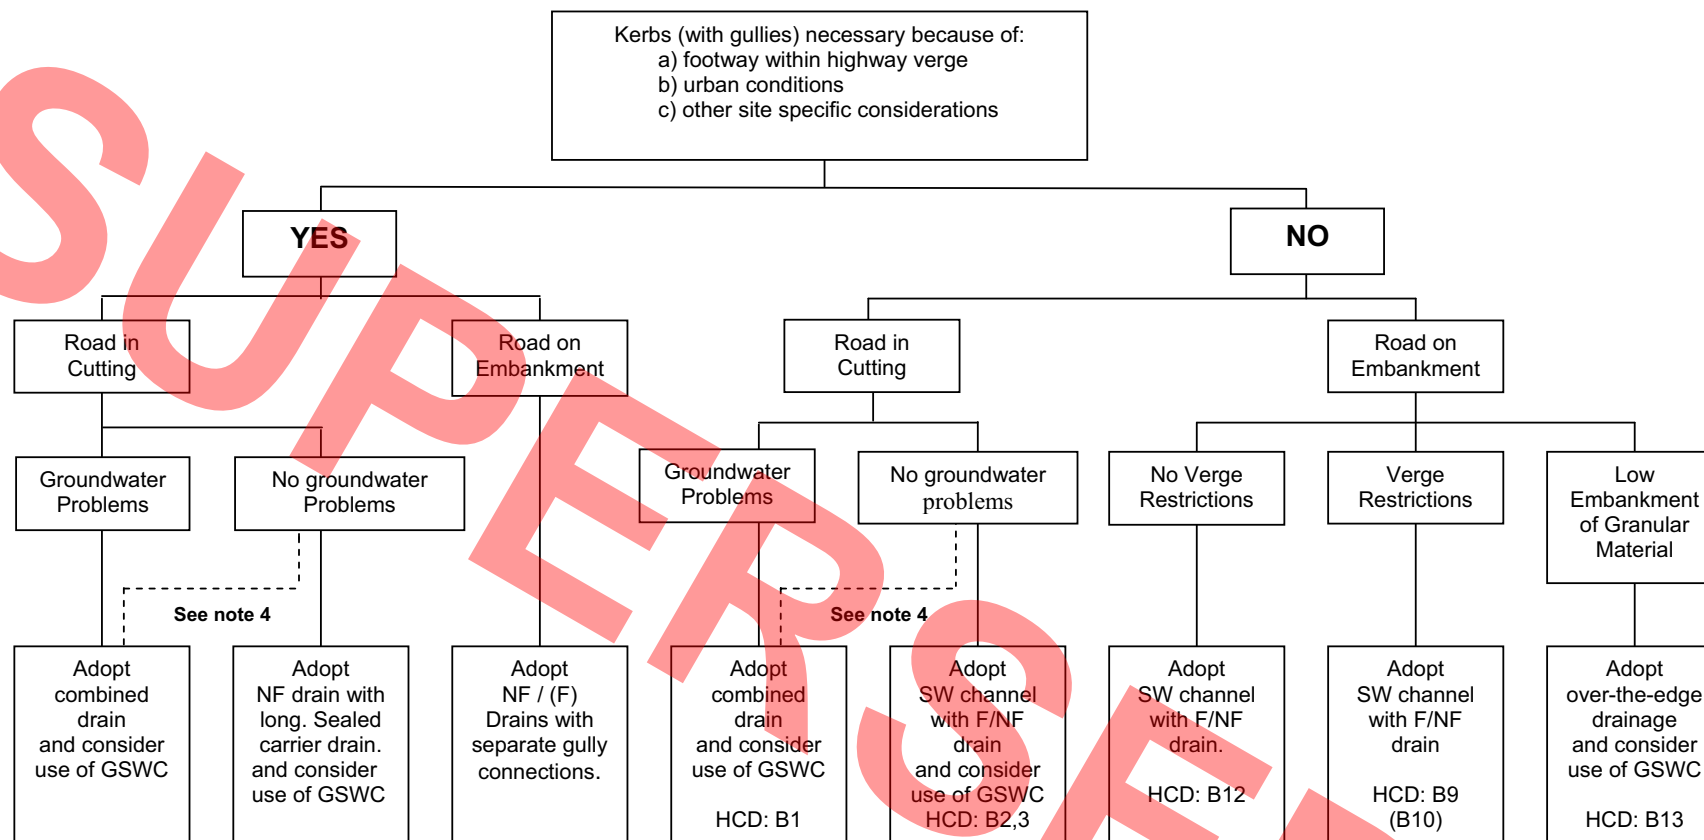 Kerbs (with gullies) necessary because of:
a) footway within highway verge
b) urban conditions
c) other site specific considerations
YES
NO
Road in
Cutting
Road on
Embankment
Road in
Cutting
Road on
Embankment
Groundwater
Problems
No groundwater
Problems
Groundwater
Problems
No groundwater
problems
No Verge
Restrictions
Verge
Restrictions
Low
Embankment
of Granular
Material
See note 4
See note 4
Adopt
combined
drain
and consider
use of GSWC
Adopt
NF drain with
long. Sealed
carrier drain.
and consider
use of GSWC
Adopt
NF / (F)
Drains with
separate gully
connections.
Adopt
combined
drain
and consider
use of GSWC
HCD: B1
Adopt
SW channel
with F/NF
drain
and consider
use of GSWC
HCD: B2,3
Adopt
SW channel
with F/NF
drain.
HCD: B12
Adopt
SW channel
with F/NF
drain
HCD: B9
(B10)
Adopt
over-the-edge
drainage
and consider
use of GSWC
HCD: B13